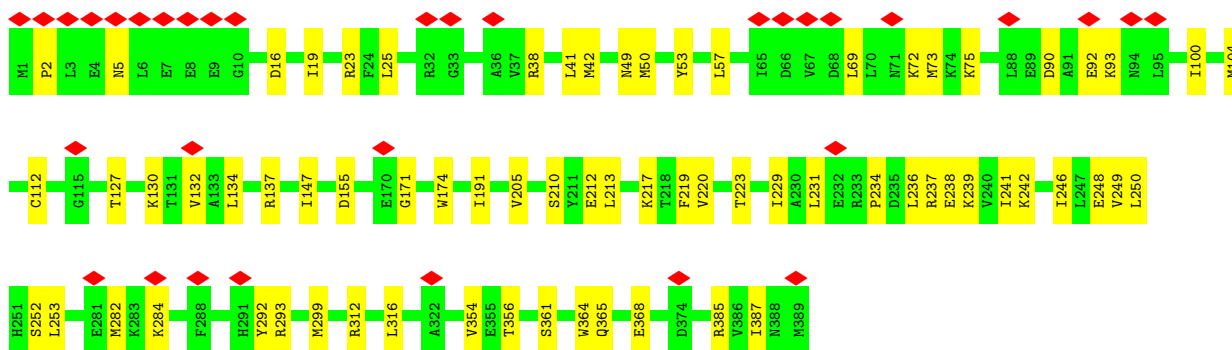 M1 P2 L3 E4 N5 L6 E7 E8 E9 G10 D16 I19 R23 F24 L25 R32 G33 A36 V37 R38 L41 M42 N49 M50 Y53 L57 I65 D66 V67 D68 L69 L70 N71 K72 M73 K74 K75 L88 E89 D90 A91 E92 K93 N94 L95 I100
C112 G115 T127 K130 T131 V132 A133 L134 R137 I147 D155 E170 G171 W174 I191 V205 S210 Y211 E212 L213 K217 T218 F219 V220 T223 I229 A230 L231 E232 R233 P234 D235 L236 R237 E238 K239 V240 I241 K242 I246 L247 E248 V249 L250
H251 S252 L253 E281 M282 K283 K284 F288 H291 Y292 R293 M299 R312 L316 A322 V354 E355 T356 S361 W364 Q365 E368 D374 R385 V386 I387 N388 M389